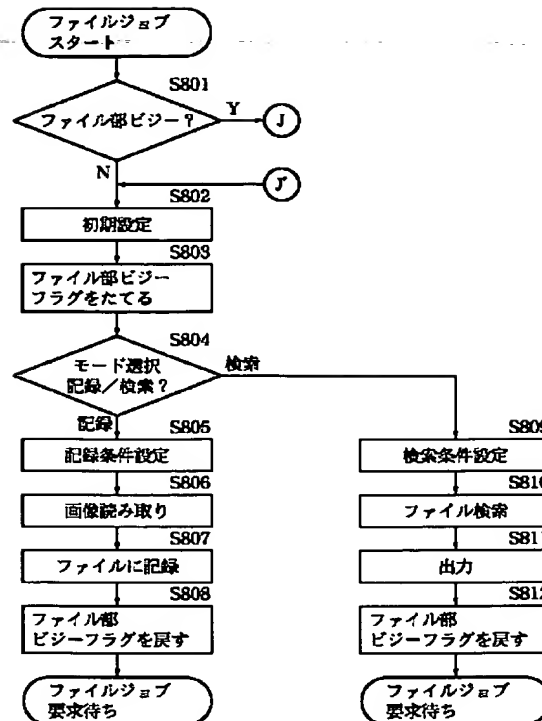 ファイルジョブ
スタート
S801
ファイル部ビジー？
Y
J
N
J'
S802
初期設定
S803
ファイル部ビジー
フラグをたてる
S804
モード選択
記録／検索？
検索
記録
S805
記録条件設定
S806
画像読み取り
S807
ファイルに記録
S808
ファイル部
ビジーフラグを戻す
ファイルジョブ
要求待ち
S809
検索条件設定
S810
ファイル検索
S811
出力
S812
ファイル部
ビジーフラグを戻す
ファイルジョブ
要求待ち